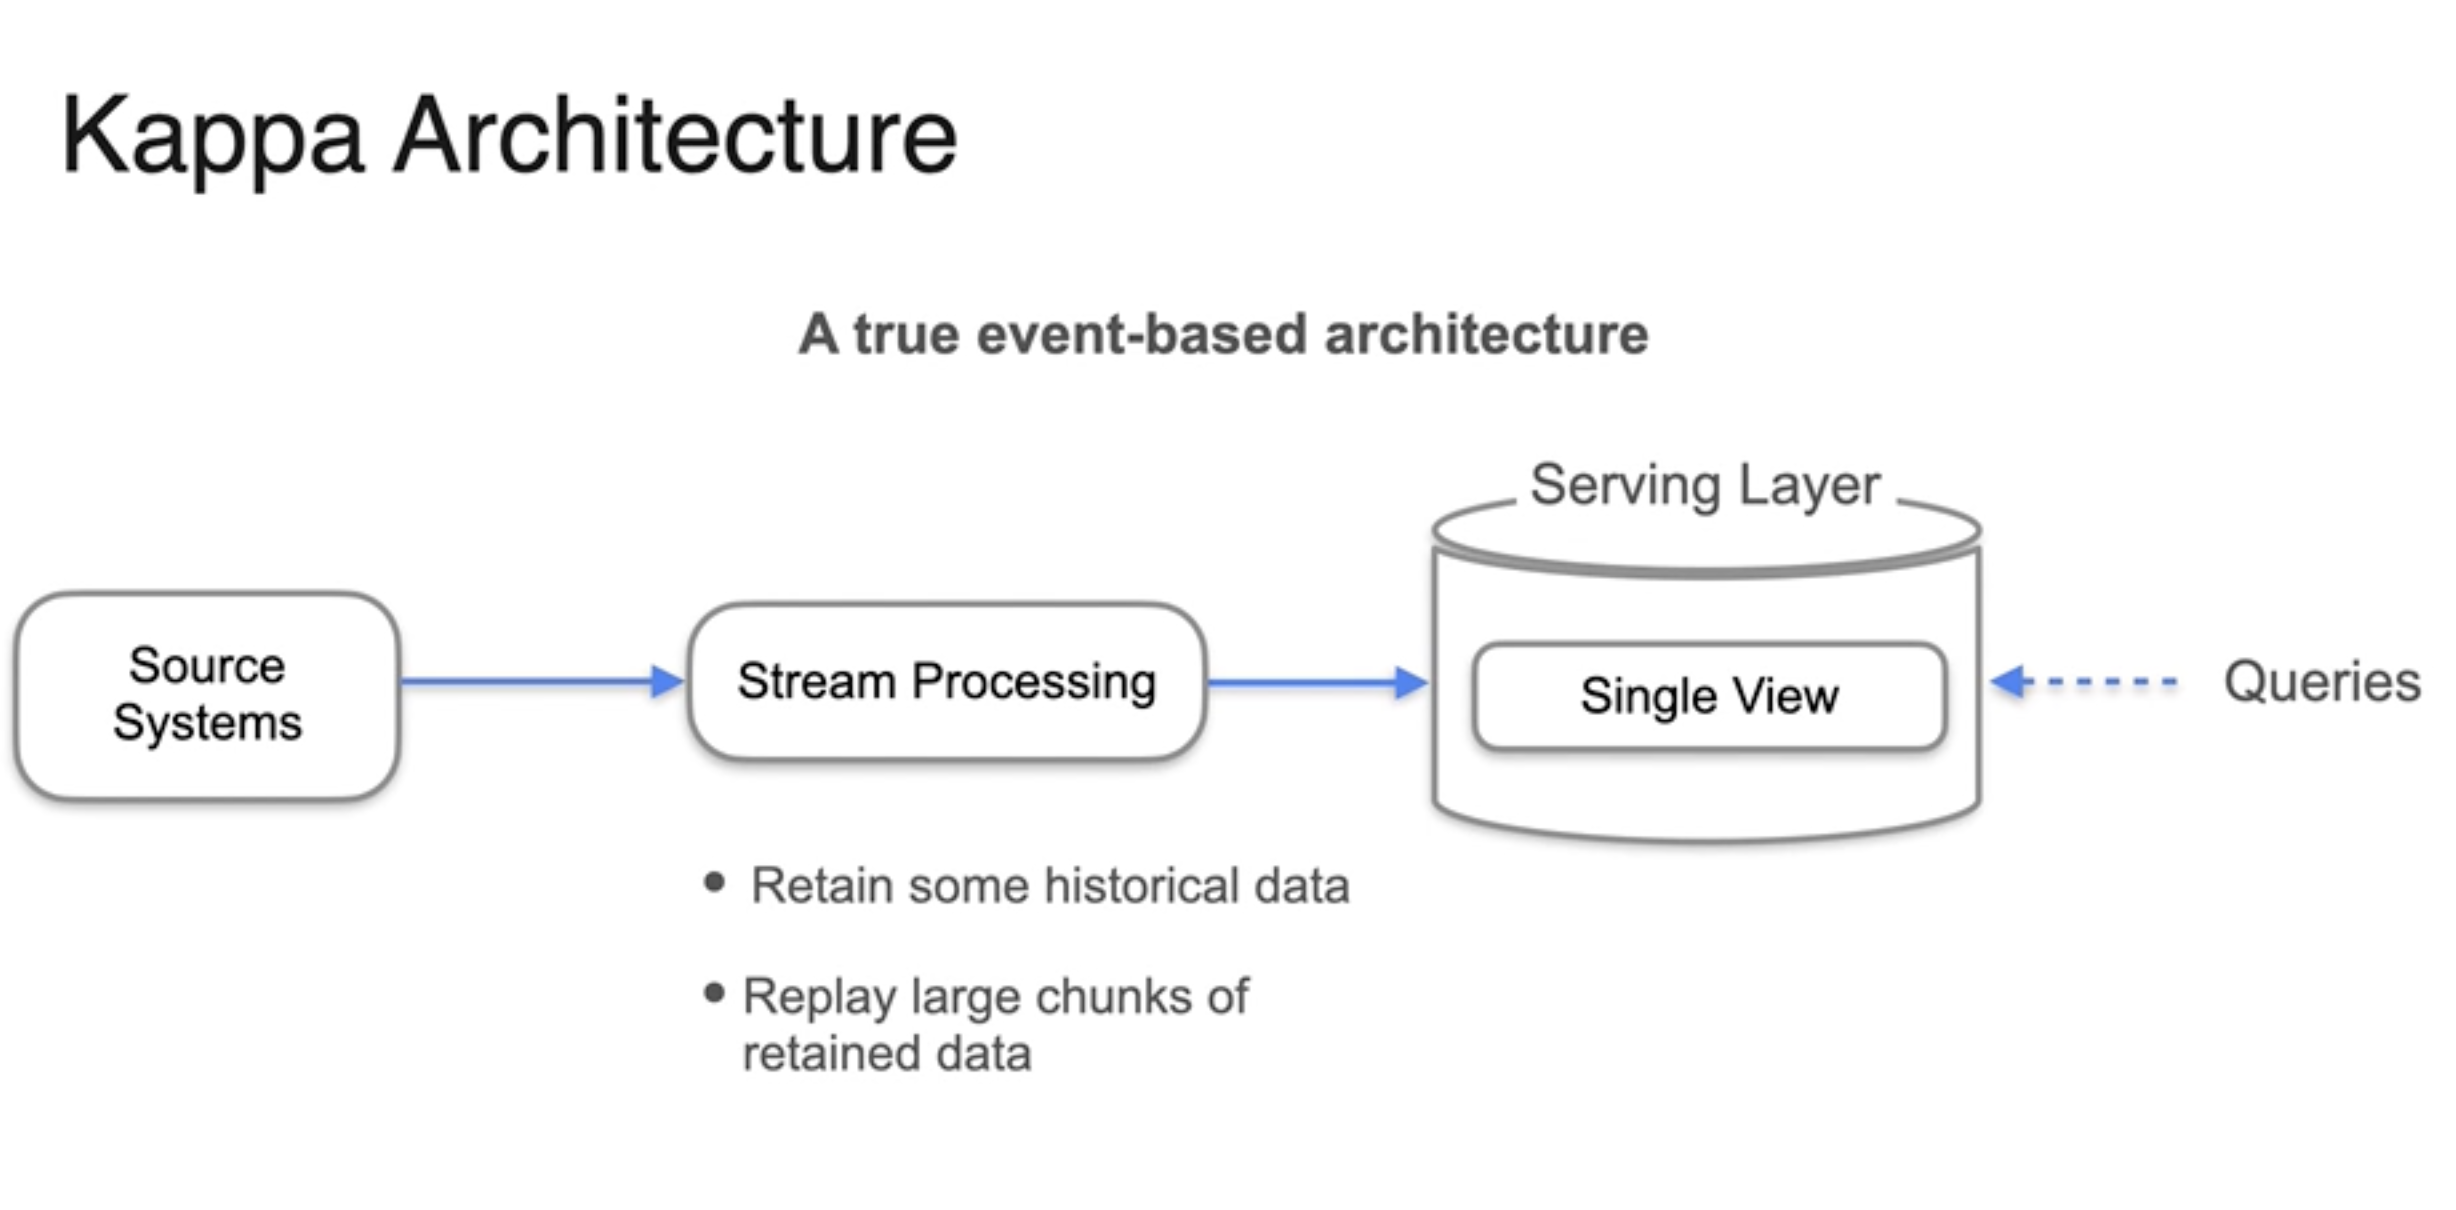 Kappa Architecture
A true event-based architecture
Serving Layer
Source
Systems
Stream Processing
Single View
Queries
• Retain some historical data
• Replay large chunks of
retained data